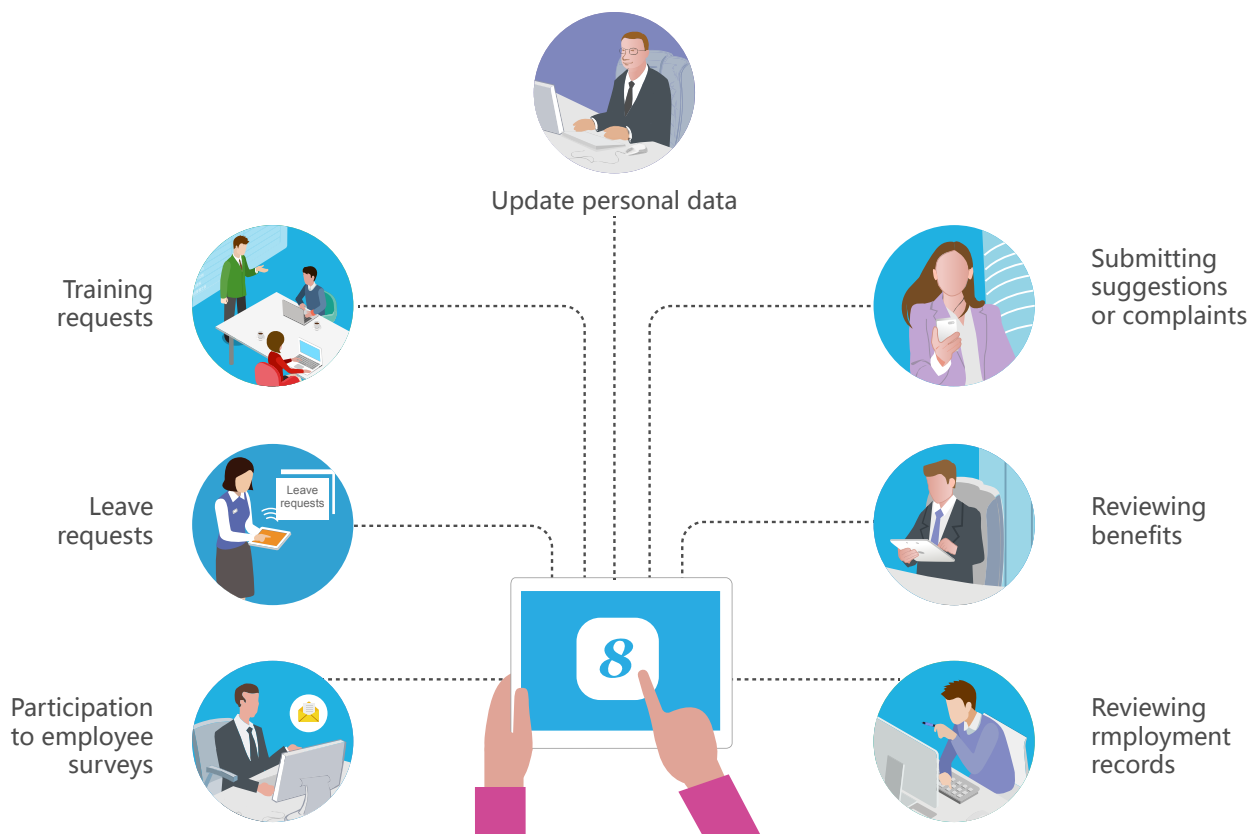 Update personal data
Training
requests
Submitting
suggestions
or complaints
Leave
requests
Leave
requests
Reviewing
benefits
8
Participation
to employee
surveys
Reviewing
rmployment
records